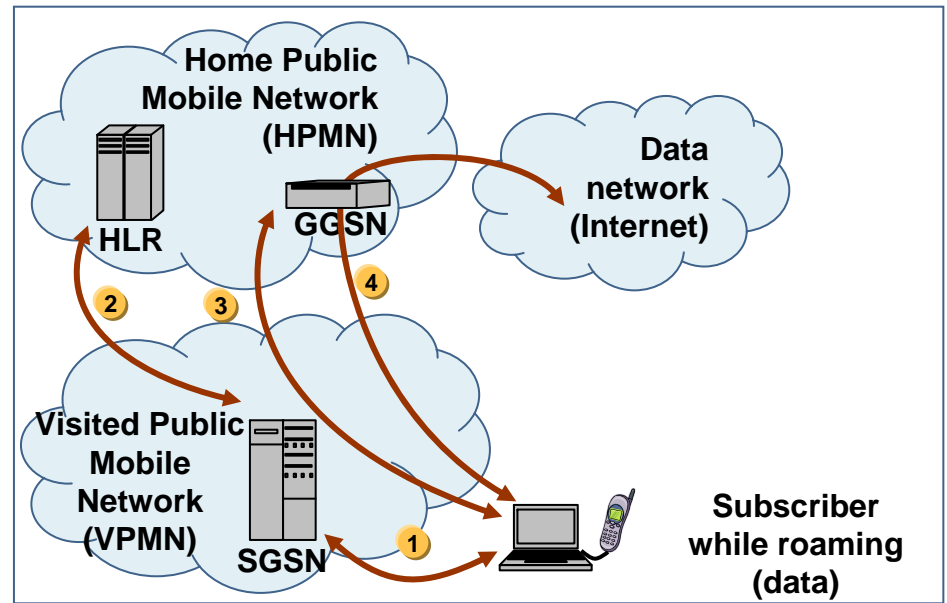 Home Public
Mobile Network
(HPMN)
HLR
GGSN
Data
network
(Internet)
2
3
4
Visited Public
Mobile
Network
(VPMN)
SGSN
1
Subscriber
while roaming
(data)